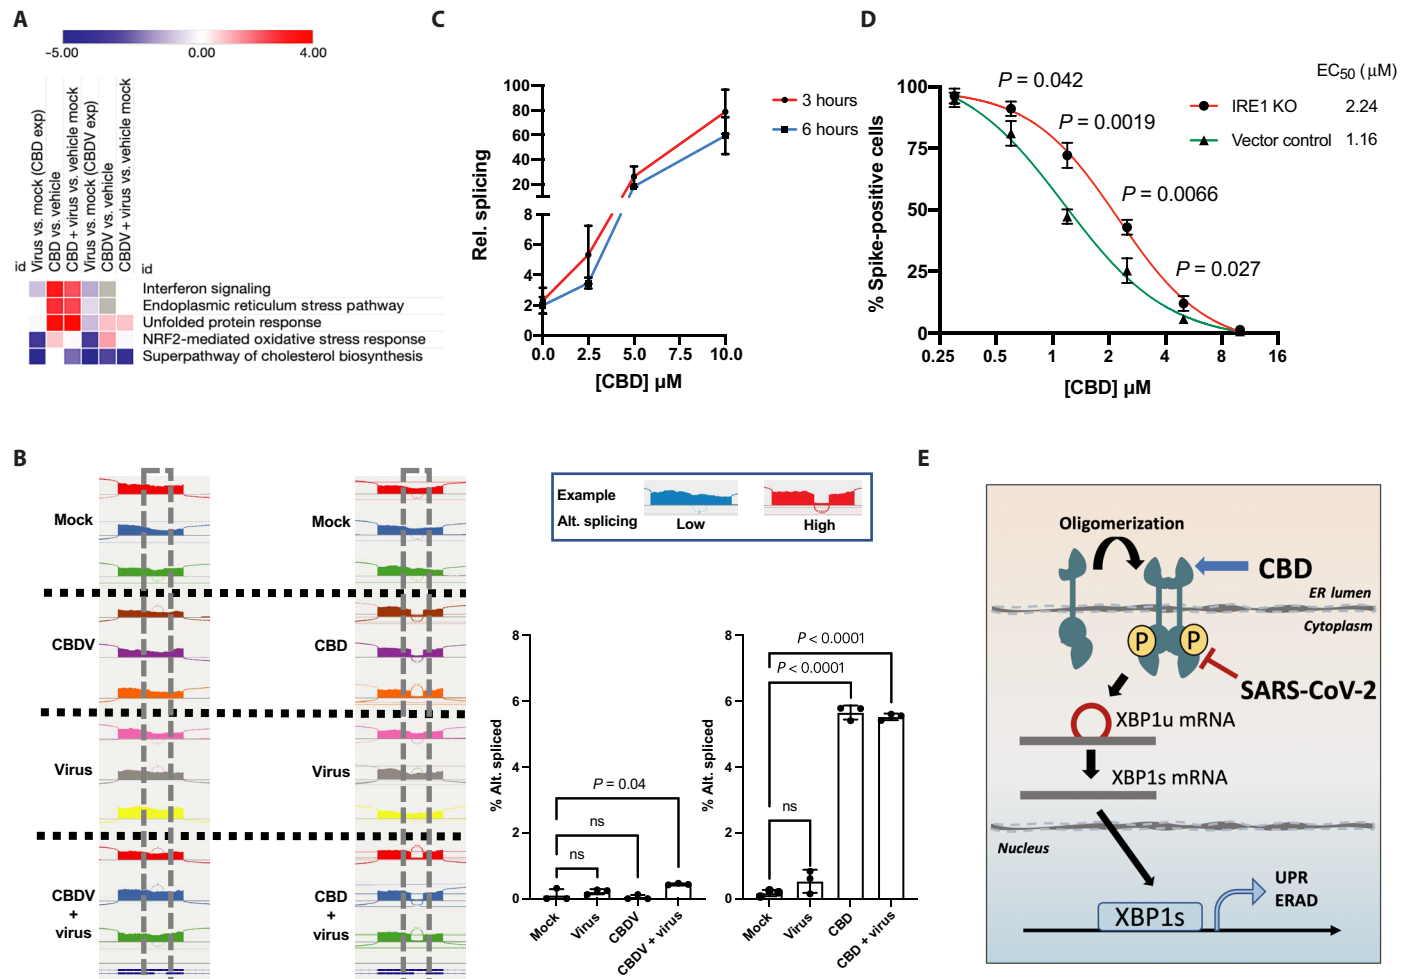 A
−5.00
0.00
4.00
id
Virus vs. mock (CBD exp)
CBD vs. vehicle
CBD + virus vs. vehicle mock
Virus vs. mock (CBDV exp)
CBDV vs. vehicle
CBDV + virus vs. vehicle mock
id
Interferon signaling
Endoplasmic reticulum stress pathway
Unfolded protein response
NRF2-mediated oxidative stress response
Superpathway of cholesterol biosynthesis
C
Rel. splicing
100
80
60
40
20
8
6
4
2
0
0.0
2.5
5.0
7.5
10.0
[CBD] μM
3 hours
6 hours
D
% Spike-positive cells
100
75
50
25
0
0.25
0.5
1
2
4
8
16
[CBD] μM
P = 0.042
P = 0.0019
P = 0.0066
P = 0.027
EC50 (μM)
IRE1 KO 2.24
Vector control 1.16
B
Mock
CBDV
Virus
CBDV
+
virus
Mock
CBD
Virus
CBD
+
virus
Example
Alt. splicing
Low
High
% Alt. spliced
8
6
4
2
0
P = 0.04
ns
ns
Mock
Virus
CBDV
CBDV + virus
% Alt. spliced
8
6
4
2
0
P < 0.0001
P < 0.0001
ns
Mock
Virus
CBD
CBD + virus
E
Oligomerization
CBD
ER lumen
Cytoplasm
P
P
SARS-CoV-2
XBP1u mRNA
XBP1s mRNA
Nucleus
UPR
ERAD
XBP1s